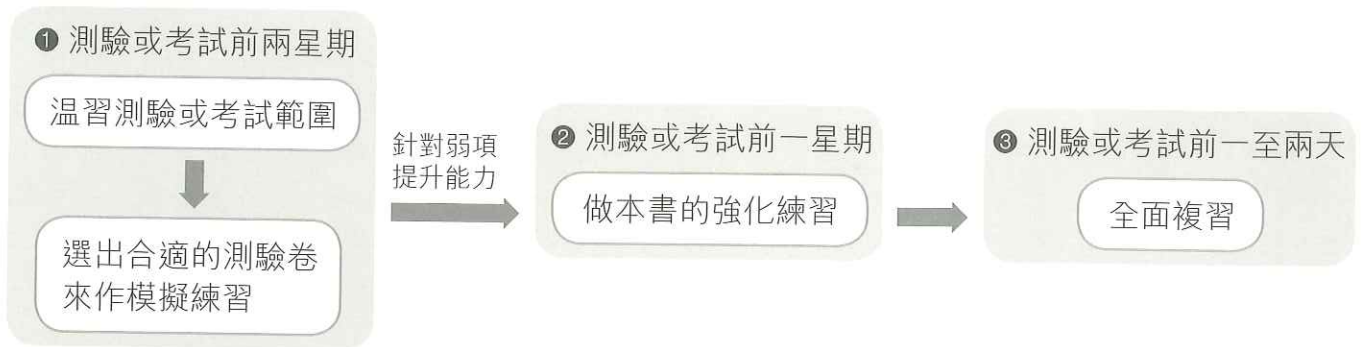 ❶ 測驗或考試前兩星期
温習測驗或考試範圍
選出合適的測驗卷
來作模擬練習
針對弱項
提升能力
❷ 測驗或考試前一星期
做本書的強化練習
❸ 測驗或考試前一至兩天
全面複習